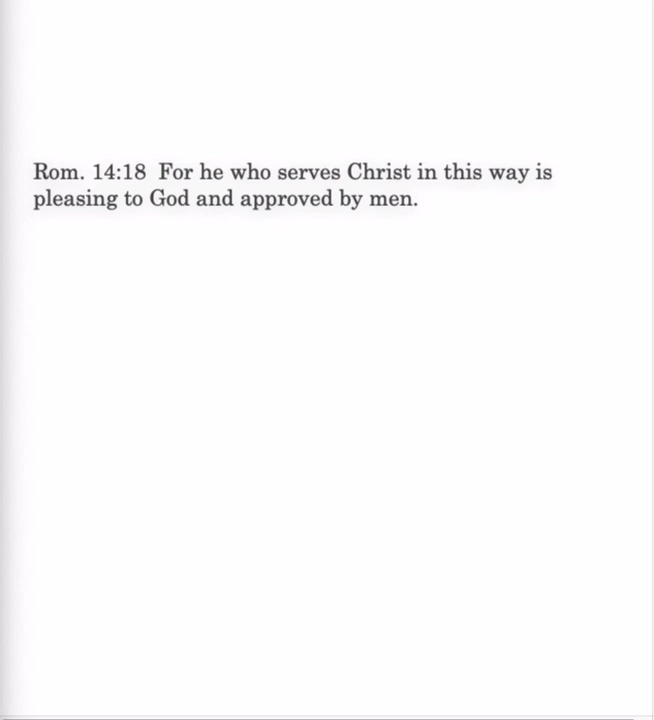 Rom. 14:18  For he who serves Christ in this way is
pleasing to God and approved by men.